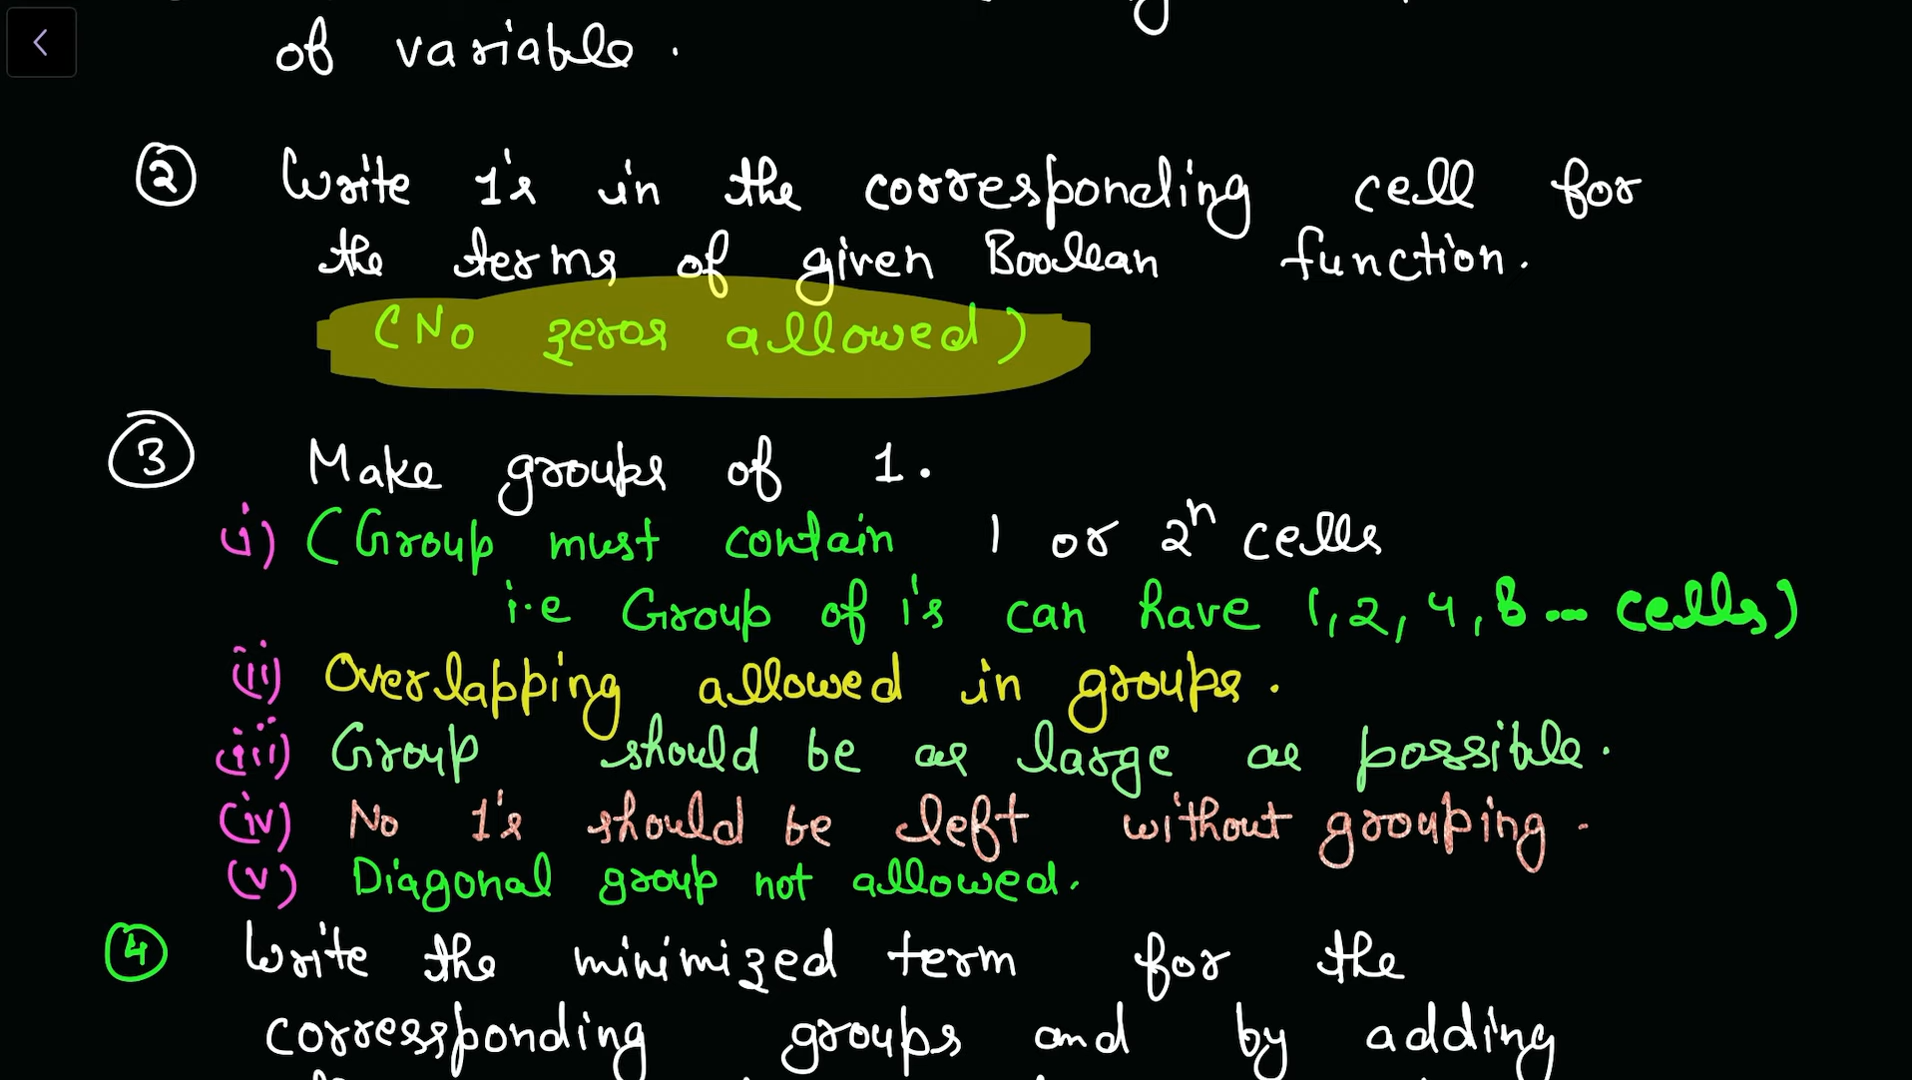 of variable.
② Write 1's in the corresponding cell for
the terms of given Boolean function.
(No zeros allowed)
③ Make groups of 1.
i) (Group must contain 1 or 2ⁿ cells
i.e Group of 1's can have 1, 2, 4, 8 ... cells)
(ii) Overlapping allowed in groups.
(iii) Group should be as large as possible.
(iv) No 1's should be left without grouping.
(v) Diagonal group not allowed.
④ Write the minimized term for the
corressponding groups and by adding